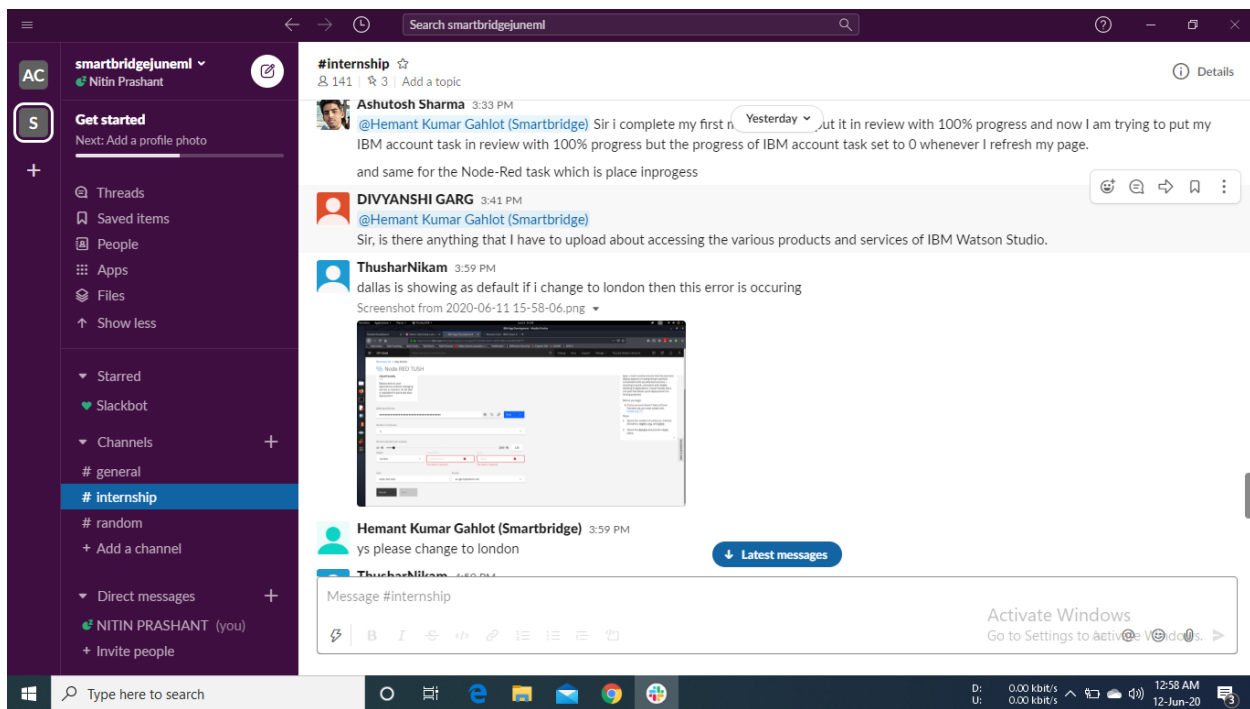 Search smartbridgejuneml
AC
S
smartbridgejuneml
Nitin Prashant
Get started
Next: Add a profile photo
Threads
Saved items
People
Apps
Files
Show less
Starred
Slackbot
Channels
# general
# internship
# random
+ Add a channel
Direct messages
NITIN PRASHANT (you)
+ Invite people
#internship
141 | 3 | Add a topic
Details
Yesterday
Ashutosh Sharma 3:33 PM
@Hemant Kumar Gahlot (Smartbridge) Sir i complete my first ut it in review with 100% progress and now I am trying to put my
IBM account task in review with 100% progress but the progress of IBM account task set to 0 whenever I refresh my page.
and same for the Node-Red task which is place inprogess
DIVYANSHI GARG 3:41 PM
@Hemant Kumar Gahlot (Smartbridge)
Sir, is there anything that I have to upload about accessing the various products and services of IBM Watson Studio.
ThusharNikam 3:59 PM
dallas is showing as default if i change to london then this error is occuring
Screenshot from 2020-06-11 15-58-06.png
Node RED TUSH
Hemant Kumar Gahlot (Smartbridge) 3:59 PM
ys please change to london
Latest messages
ThusharNikam
Message #internship
Activate Windows
Go to Settings to activate Windows.
Type here to search
D: 0.00 kbit/s
U: 0.00 kbit/s
12:58 AM
12-Jun-20
3